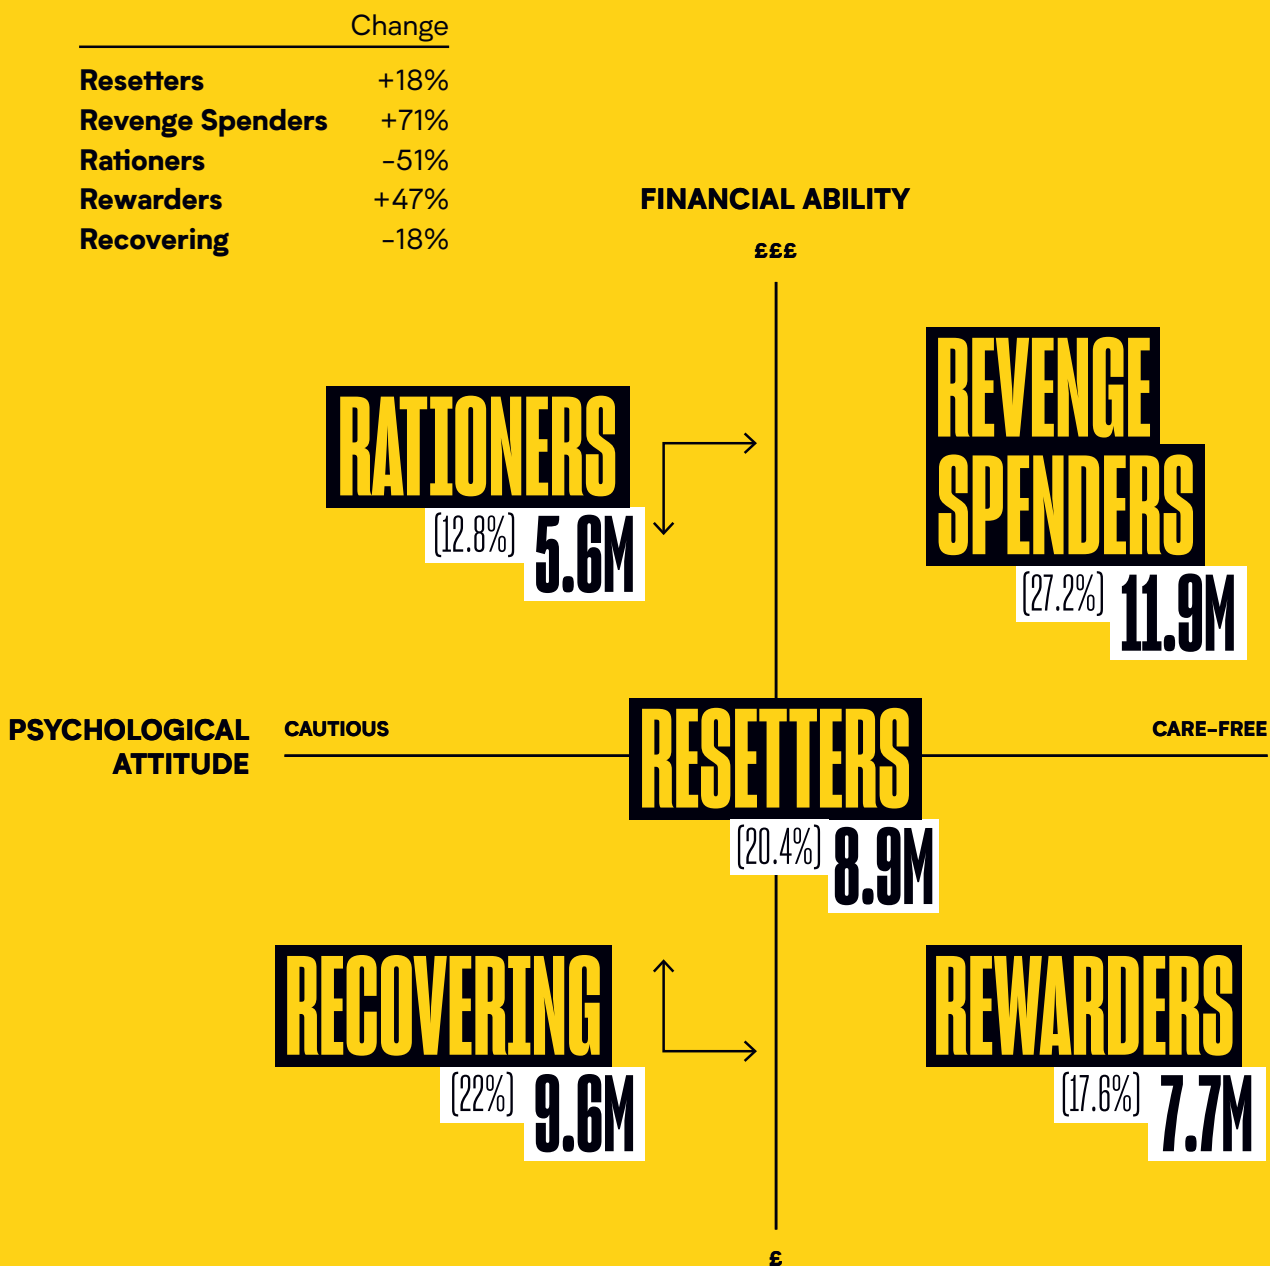 Change
Resetters +18%
Revenge Spenders +71%
Rationers -51%
Rewarders +47%
Recovering -18%
FINANCIAL ABILITY
£££
REVENGE
SPENDERS
(27.2%) 11.9M
RATIONERS
(12.8%) 5.6M
PSYCHOLOGICAL
ATTITUDE
CAUTIOUS
CARE-FREE
RESETTERS
(20.4%) 8.9M
RECOVERING
(22%) 9.6M
REWARDERS
(17.6%) 7.7M
£